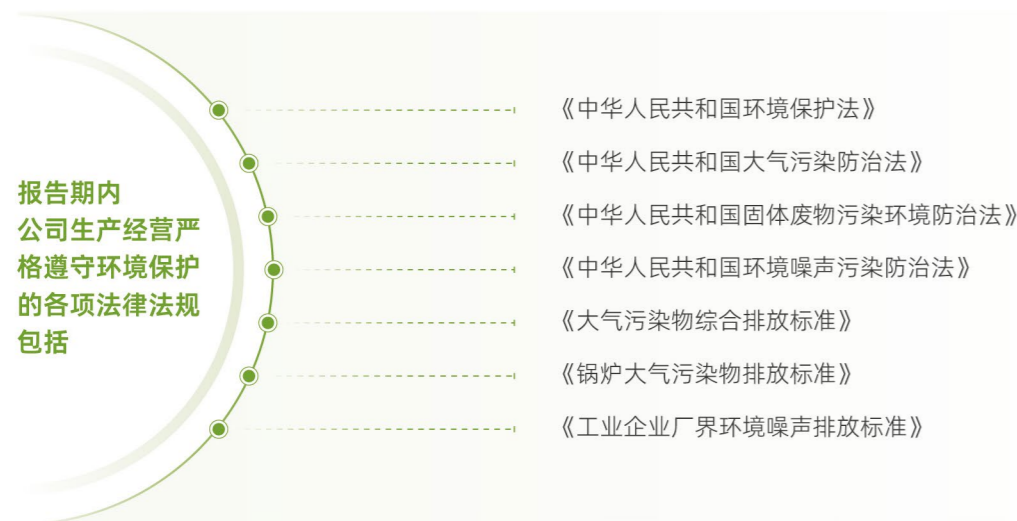 报告期内
公司生产经营严
格遵守环境保护
的各项法律法规
包括
《中华人民共和国环境保护法》
《中华人民共和国大气污染防治法》
《中华人民共和国固体废物污染环境防治法》
《中华人民共和国环境噪声污染防治法》
《大气污染物综合排放标准》
《锅炉大气污染物排放标准》
《工业企业厂界环境噪声排放标准》